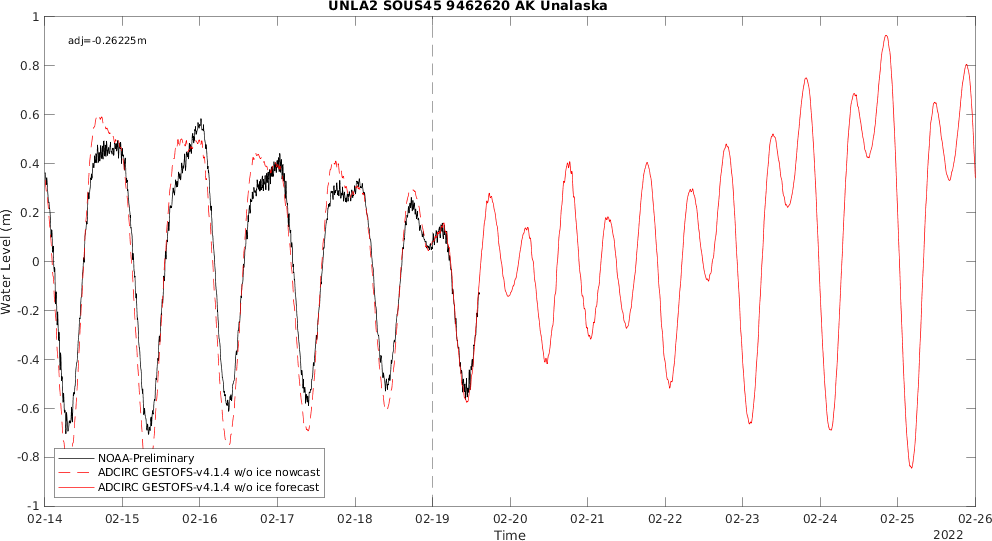 UNLA2 SOUS45 9462620 AK Unalaska
adj=-0.26225m
Water Level (m)
1
0.8
0.6
0.4
0.2
0
-0.2
-0.4
-0.6
-0.8
-1
NOAA-Preliminary
ADCIRC GESTOFS-v4.1.4 w/o ice nowcast
ADCIRC GESTOFS-v4.1.4 w/o ice forecast
02-14 02-15 02-16 02-17 02-18 02-19 02-20 02-21 02-22 02-23 02-24 02-25 02-26
Time
2022